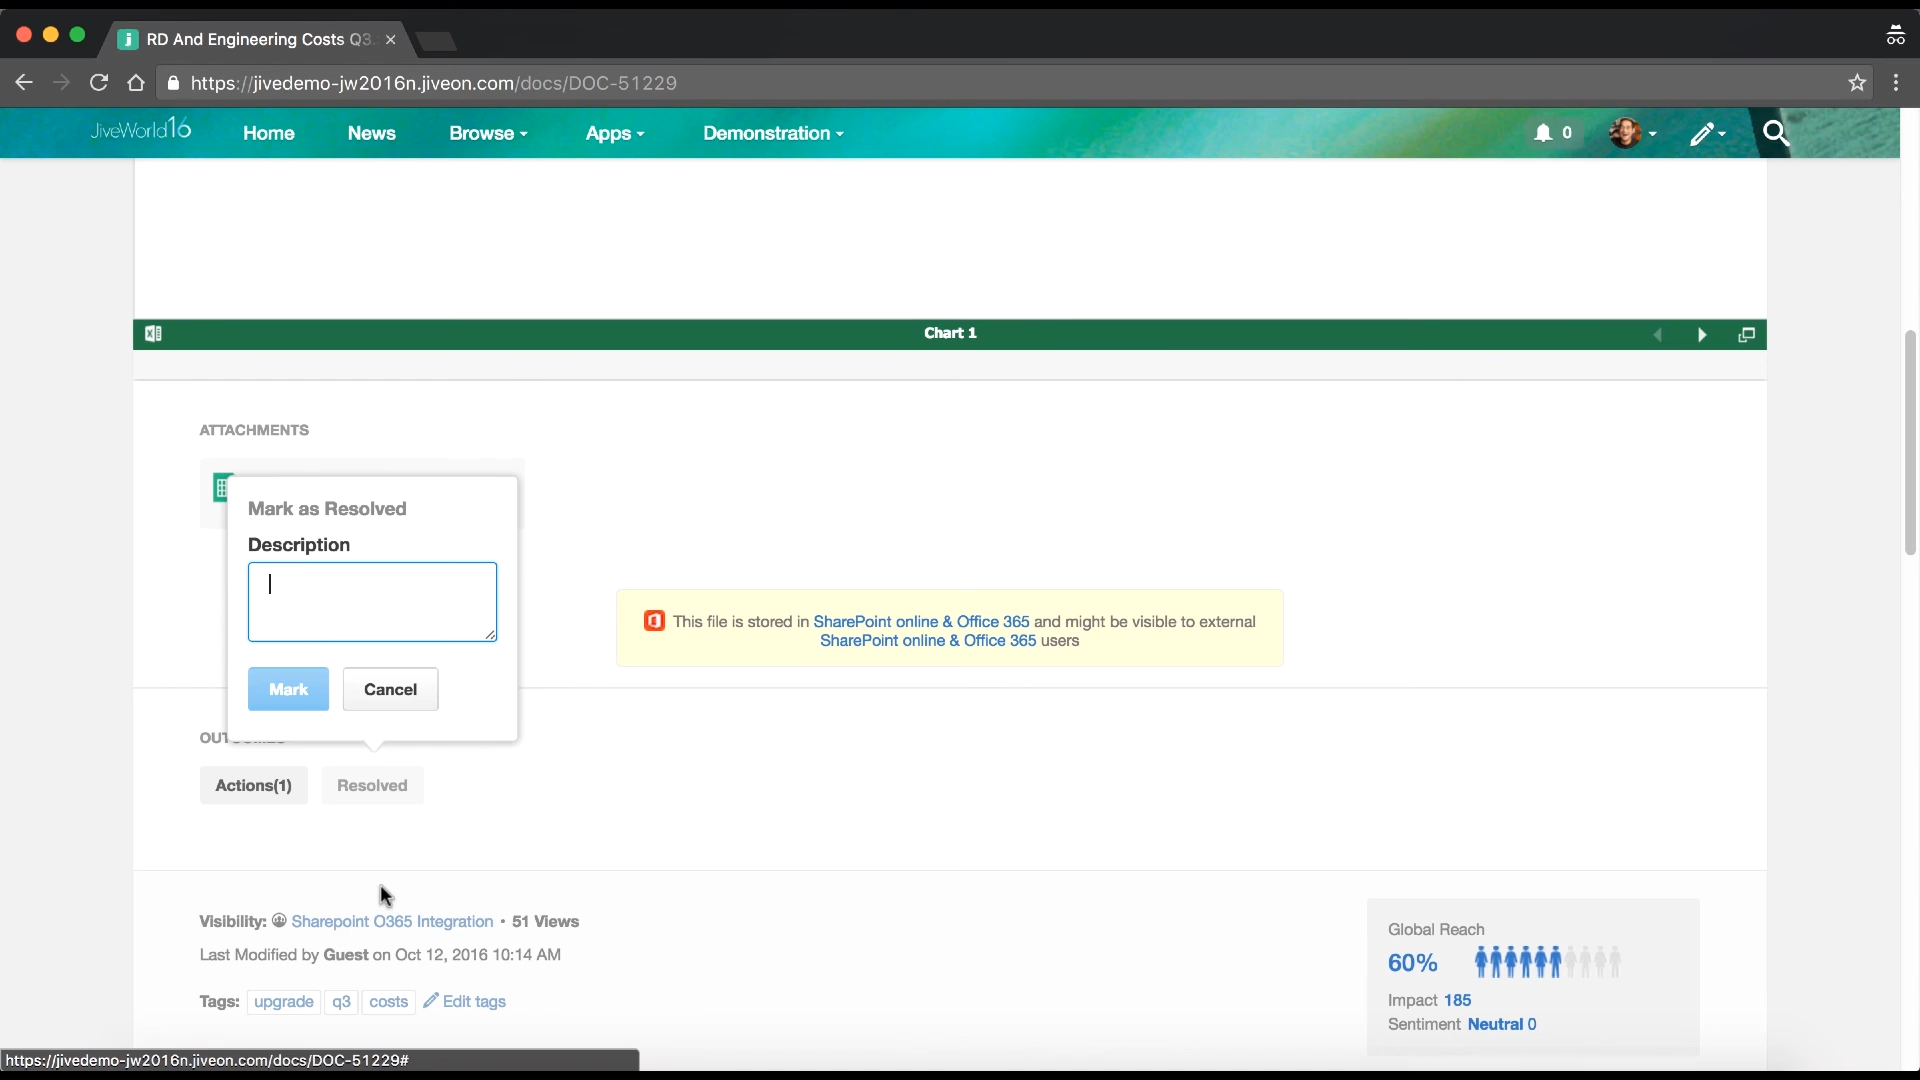 RD And Engineering Costs Q3
https://jivedemo-jw2016n.jiveon.com/docs/DOC-51229
JiveWorld16
Home
News
Browse
Apps
Demonstration
0
Chart 1
ATTACHMENTS
Mark as Resolved
Description
This file is stored in SharePoint online & Office 365 and might be visible to external
SharePoint online & Office 365 users
Mark
Cancel
Actions(1)
Resolved
Visibility: Sharepoint O365 Integration • 51 Views
Last Modified by Guest on Oct 12, 2016 10:14 AM
Tags: upgrade q3 costs Edit tags
Global Reach
60%
Impact 185
Sentiment Neutral 0
https://jivedemo-jw2016n.jiveon.com/docs/DOC-51229#